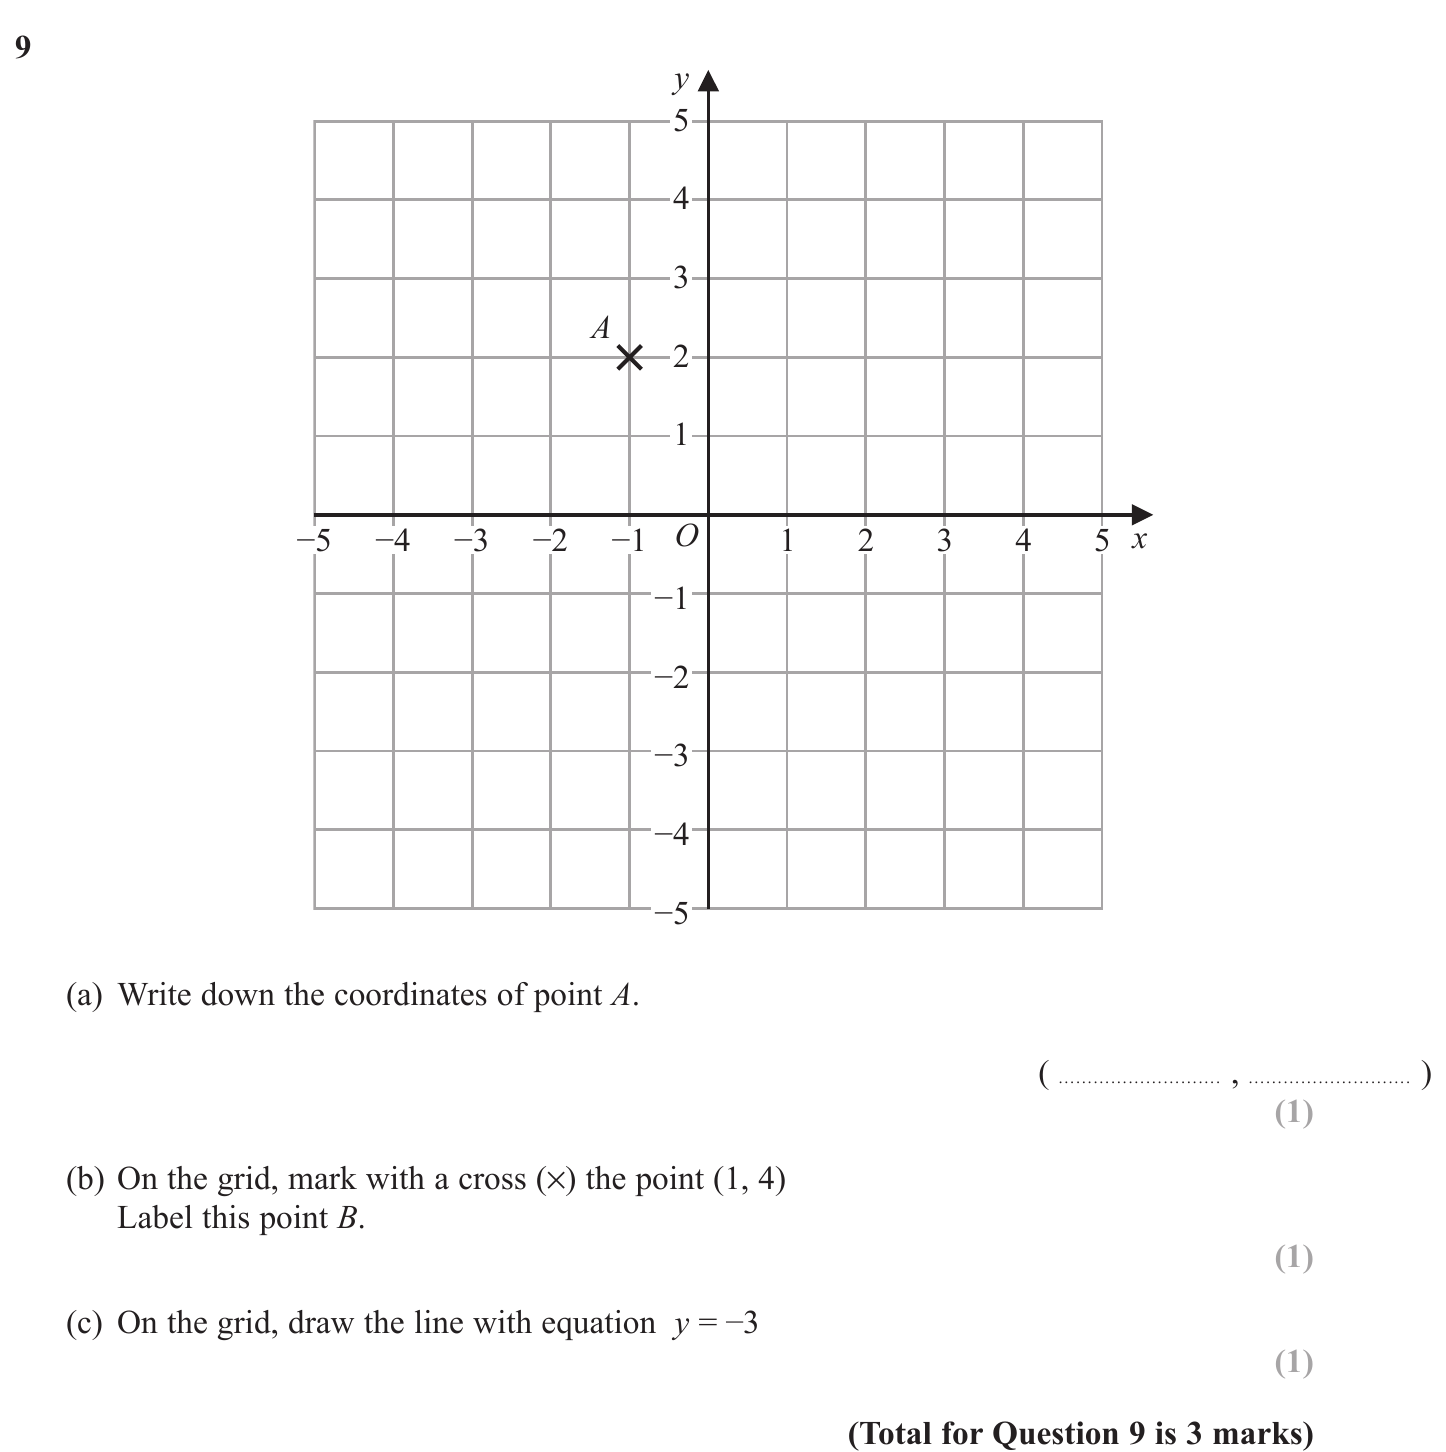 9
y
5
4
3
A
2
1
−5 −4 −3 −2 −1 O 1 2 3 4 5 x
−1
−2
−3
−4
−5
(a) Write down the coordinates of point A.
( ........................... , ........................... )
(1)
(b) On the grid, mark with a cross (×) the point (1, 4)
Label this point B.
(1)
(c) On the grid, draw the line with equation y = −3
(1)
(Total for Question 9 is 3 marks)